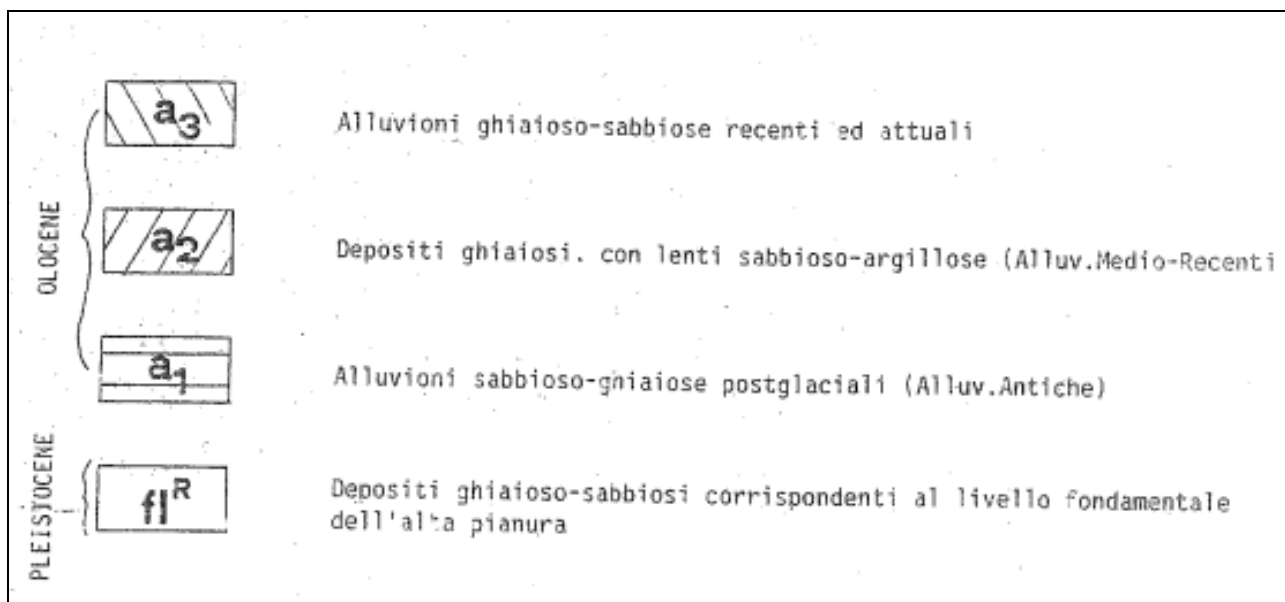 OLOCENE
a3 Alluvioni ghiaioso-sabbiose recenti ed attuali
a2 Depositi ghiaiosi. con lenti sabbioso-argillose (Alluv.Medio-Recenti
a1 Alluvioni sabbioso-ghiaiose postglaciali (Alluv.Antiche)
PLEISTOCENE
flR Depositi ghiaioso-sabbiosi corrispondenti al livello fondamentale
dell'alta pianura